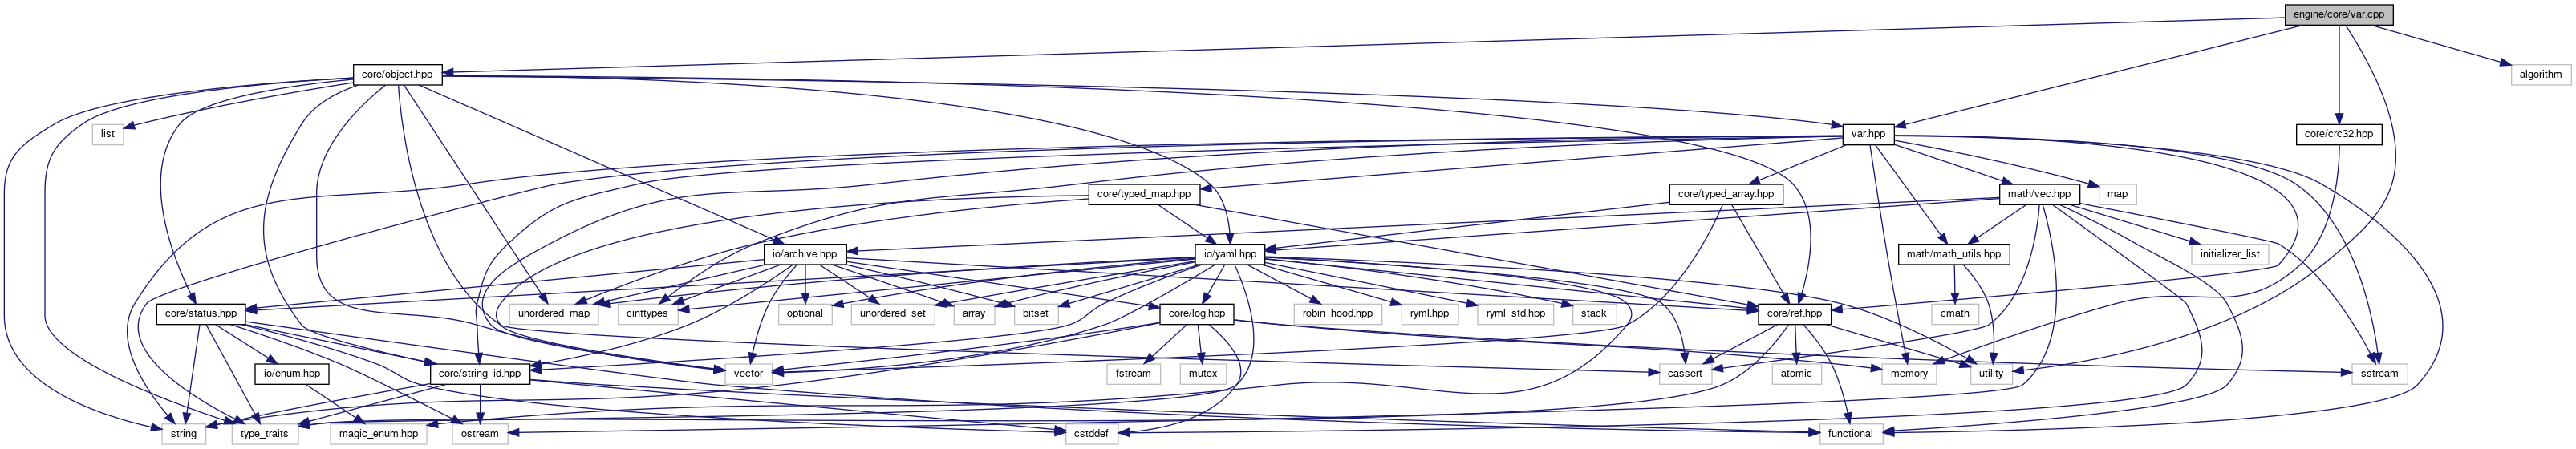 engine/core/var.cpp
core/object.hpp
algorithm
list
var.hpp
core/crc32.hpp
core/typed_map.hpp
core/typed_array.hpp
math/vec.hpp
map
io/archive.hpp
io/yaml.hpp
math/math_utils.hpp
initializer_list
core/status.hpp
unordered_map
cinttypes
optional
unordered_set
array
bitset
core/log.hpp
robin_hood.hpp
ryml.hpp
ryml_std.hpp
stack
core/ref.hpp
cmath
io/enum.hpp
core/string_id.hpp
vector
fstream
mutex
cassert
atomic
memory
utility
sstream
string
type_traits
magic_enum.hpp
ostream
cstddef
functional